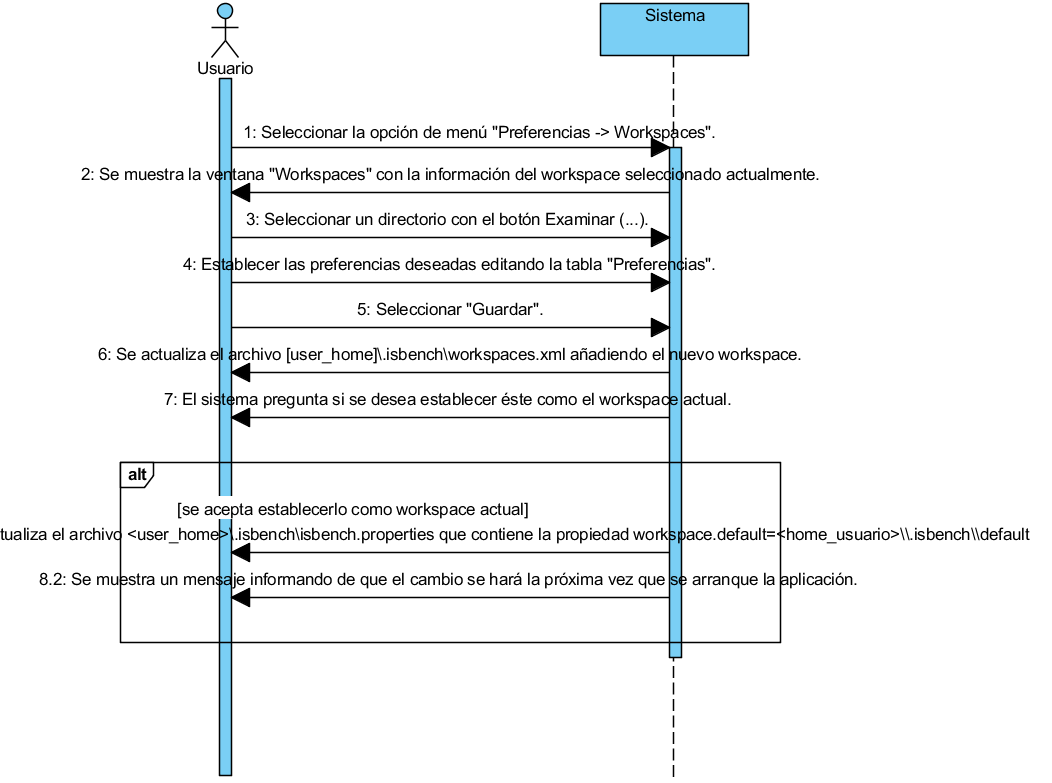 Sistema
Usuario
1: Seleccionar la opción de menú "Preferencias -> Workspaces".
2: Se muestra la ventana "Workspaces" con la información del workspace seleccionado actualmente.
3: Seleccionar un directorio con el botón Examinar (...).
4: Establecer las preferencias deseadas editando la tabla "Preferencias".
5: Seleccionar "Guardar".
6: Se actualiza el archivo [user_home]\.isbench\workspaces.xml añadiendo el nuevo workspace.
7: El sistema pregunta si se desea establecer éste como el workspace actual.
alt
[se acepta establecerlo como workspace actual]
tualiza el archivo <user_home>\.isbench\isbench.properties que contiene la propiedad workspace.default=<home_usuario>\\.isbench\\default
8.2: Se muestra un mensaje informando de que el cambio se hará la próxima vez que se arranque la aplicación.